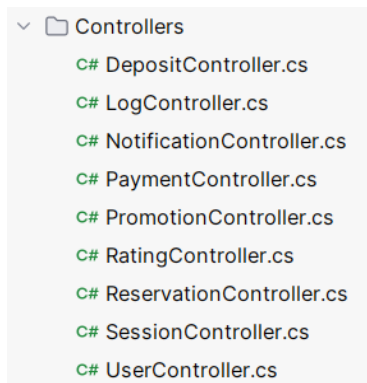 Controllers
C# DepositController.cs
C# LogController.cs
C# NotificationController.cs
C# PaymentController.cs
C# PromotionController.cs
C# RatingController.cs
C# ReservationController.cs
C# SessionController.cs
C# UserController.cs